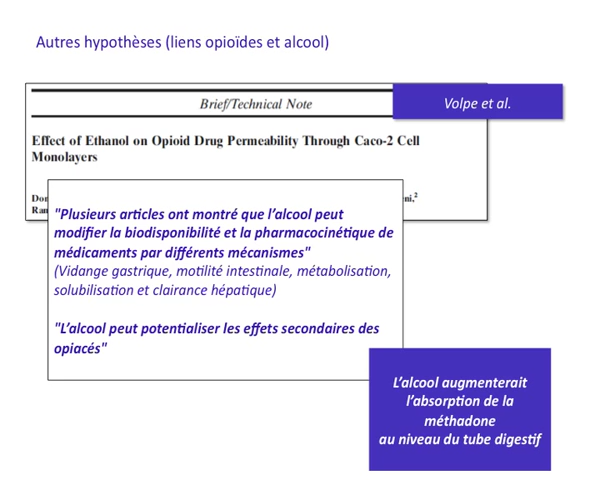 Autres hypothèses (liens opioïdes et alcool)
Brief/Technical Note
Volpe et al.
Effect of Ethanol on Opioid Drug Permeability Through Caco-2 Cell
Monolayers
"Plusieurs articles ont montré que l'alcool peut
modifier la biodisponibilité et la pharmacocinétique de
médicaments par différents mécanismes"
(Vidange gastrique, motilité intestinale, métabolisation,
solubilisation et clairance hépatique)
"L'alcool peut potentialiser les effets secondaires des
opiacés"
L'alcool augmenterait
l'absorption de la
méthadone
au niveau du tube digestif